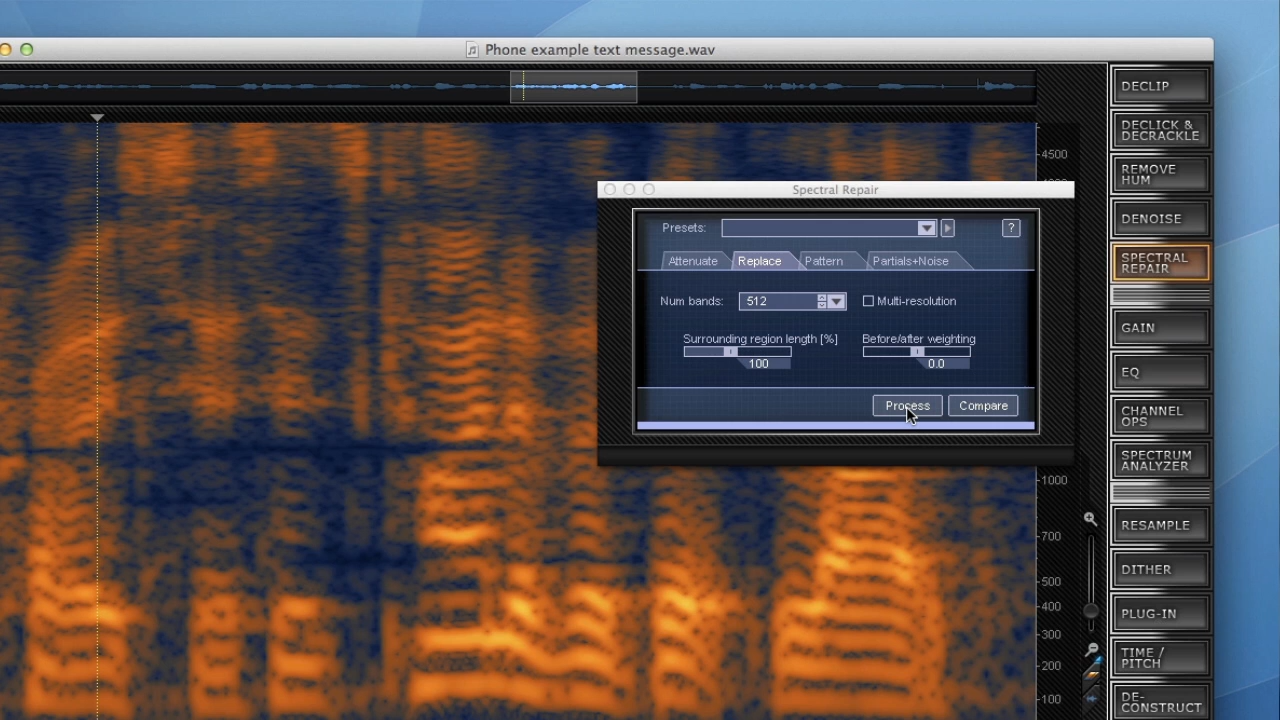 Phone example text message.wav
DECLIP
DECLICK &
DECRACKLE
4500
REMOVE
HUM
Spectral Repair
DENOISE
Presets:
?
SPECTRAL
REPAIR
Attenuate
Replace
Pattern
Partials+Noise
Num bands:
512
Multi-resolution
GAIN
Surrounding region length [%]
Before/after weighting
100
0.0
EQ
Process
Compare
CHANNEL
OPS
SPECTRUM
ANALYZER
1000
RESAMPLE
700
DITHER
500
400
PLUG-IN
300
TIME /
PITCH
200
100
DE-
CONSTRUCT